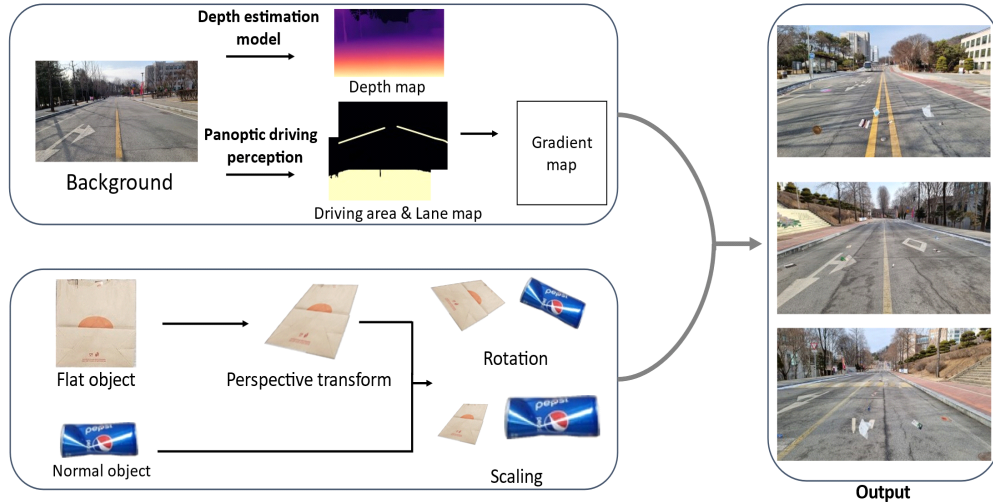 Depth estimation
model
Depth map
Panoptic driving
perception
Background
Driving area & Lane map
Gradient
map
Flat object
Perspective transform
Rotation
pepsi
pepsi
Normal object
pepsi
Scaling
Output